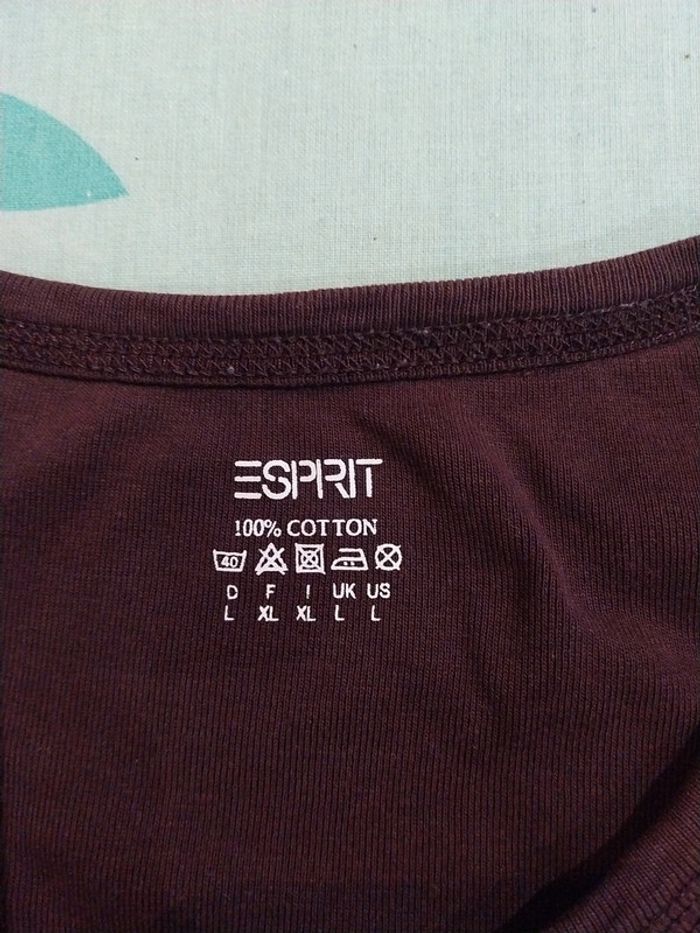 ESPRIT
100% COTTON
40
D F I UK US
L XL XL L L